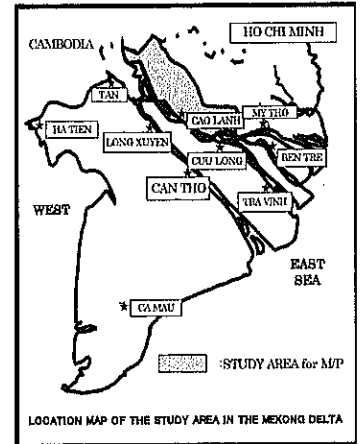 HO CHI MINH
CAMBODIA
TAN
CAO LANH
MY THO
HA TIEN
LONG XUYEN
CUU LONG
BEN TRE
CAN THO
TRA VINH
WEST
EAST
SEA
CA MAU
:STUDY AREA for M/P
LOCATION MAP OF THE STUDY AREA IN THE MEKONG DELTA